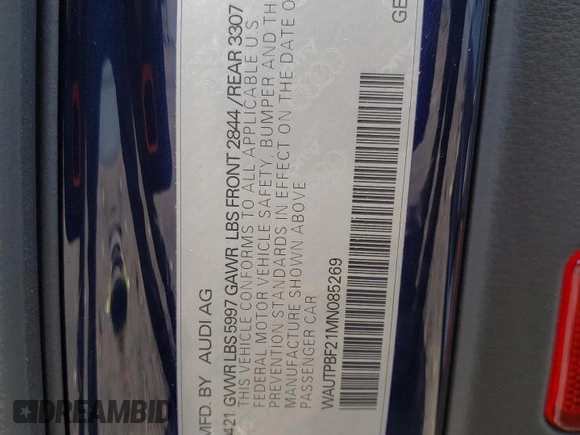 MFD. BY AUDI AG
421 GVWR LBS 5997 GAWR LBS FRONT 2844 /REAR 3307
THIS VEHICLE CONFORMS TO ALL APPLICABLE U S
FEDERAL MOTOR VEHICLE SAFETY, BUMPER AND
PREVENTION STANDARDS IN EFFECT ON THE DATE O
MANUFACTURE SHOWN ABOVE
PASSENGER CAR
WAUTPBF21MN085269
GE
DREAMBID